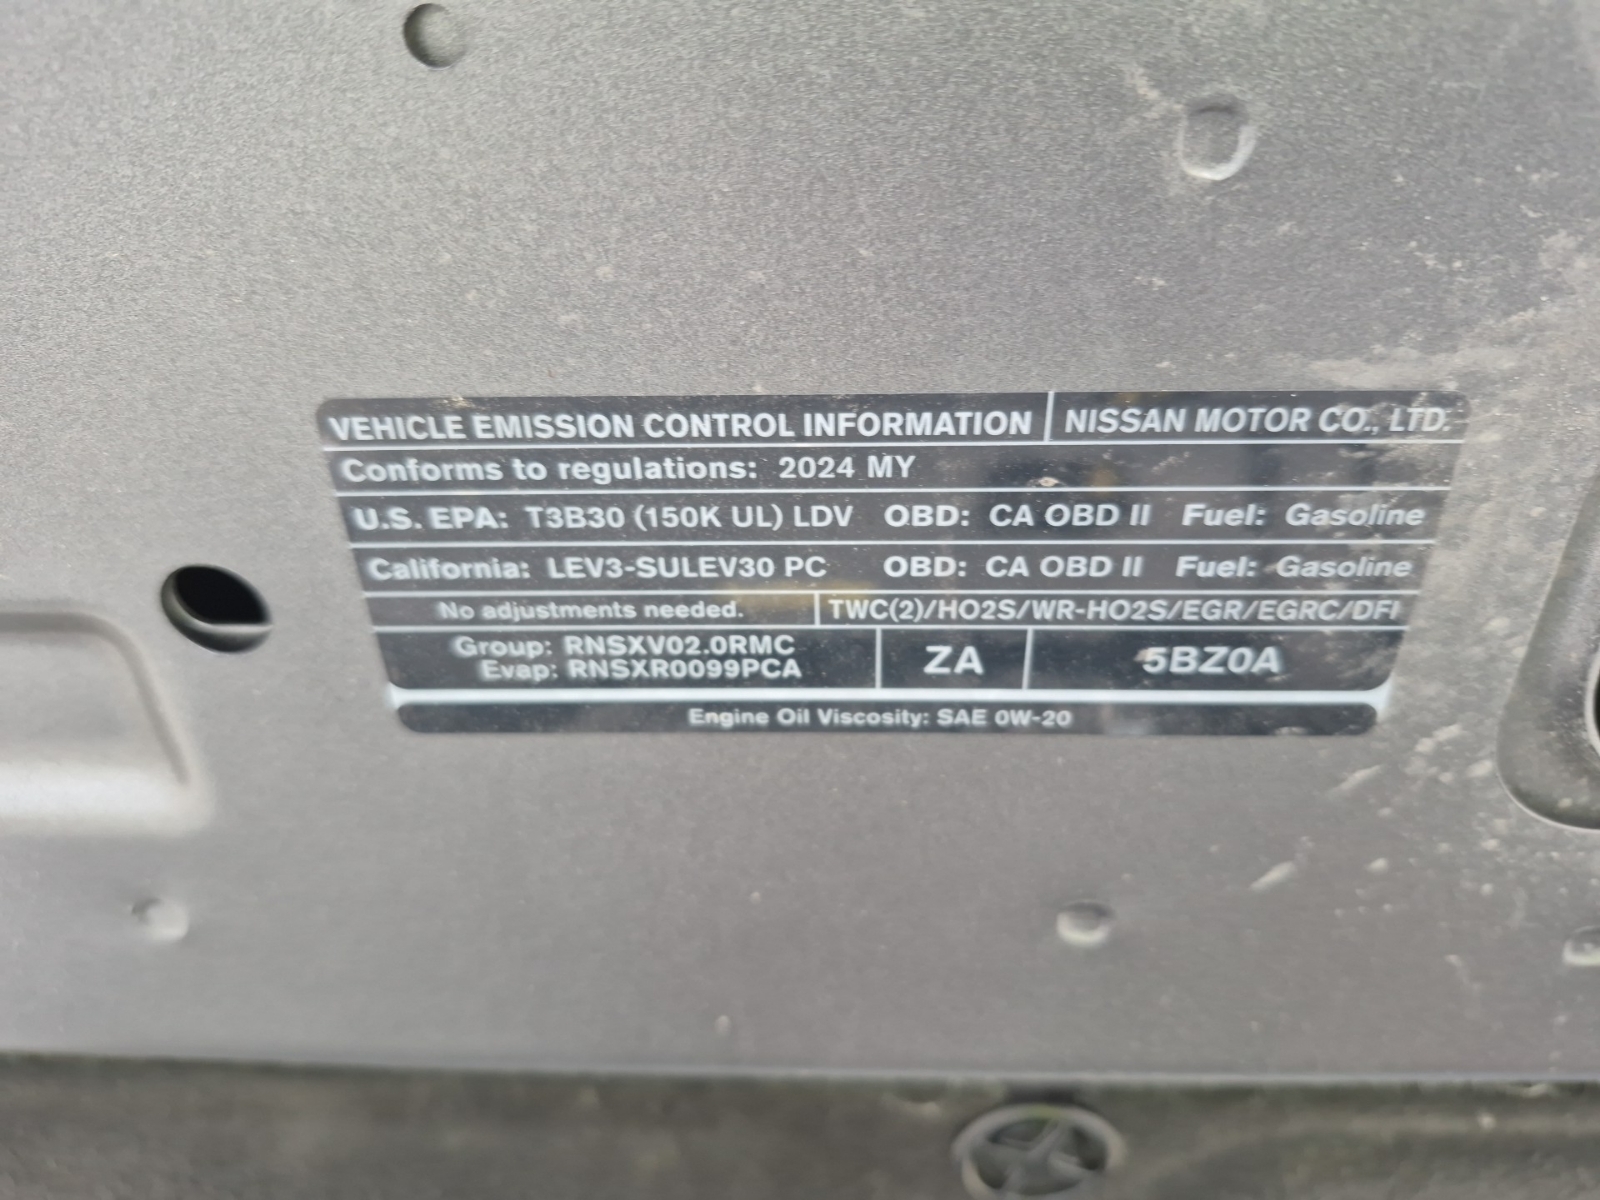 VEHICLE EMISSION CONTROL INFORMATION NISSAN MOTOR CO., LTD.
Conforms to regulations: 2024 MY
U.S. EPA: T3B30 (150K UL) LDV OBD: CA OBD II Fuel: Gasoline
California: LEV3-SULEV30 PC OBD: CA OBD II Fuel: Gasoline
No adjustments needed. TWC(2)/HO2S/WR-HO2S/EGR/EGRC/DFI
Group: RNSXV02.0RMC
Evap: RNSXR0099PCA
ZA
5BZ0A
Engine Oil Viscosity: SAE 0W-20